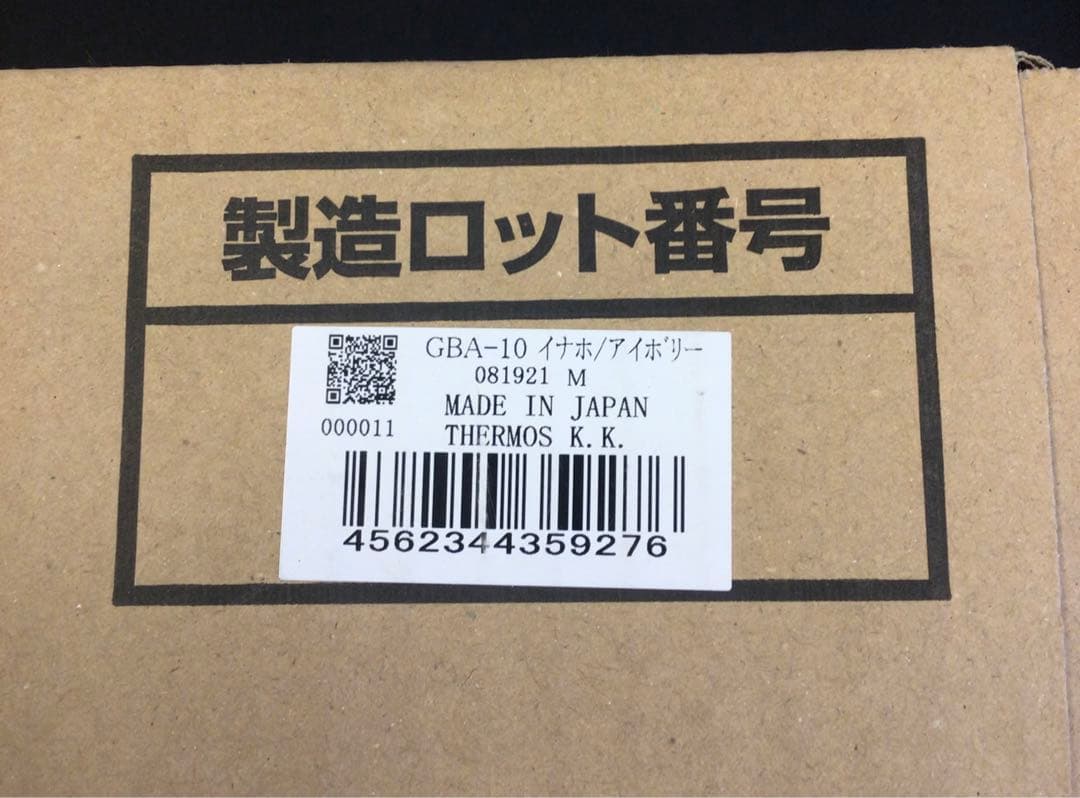 製造ロット番号
GBA-10 ｲﾅﾎ/ｱｲﾎﾞﾘｰ
081921 M
000011
MADE IN JAPAN
THERMOS K.K.
4562344359276